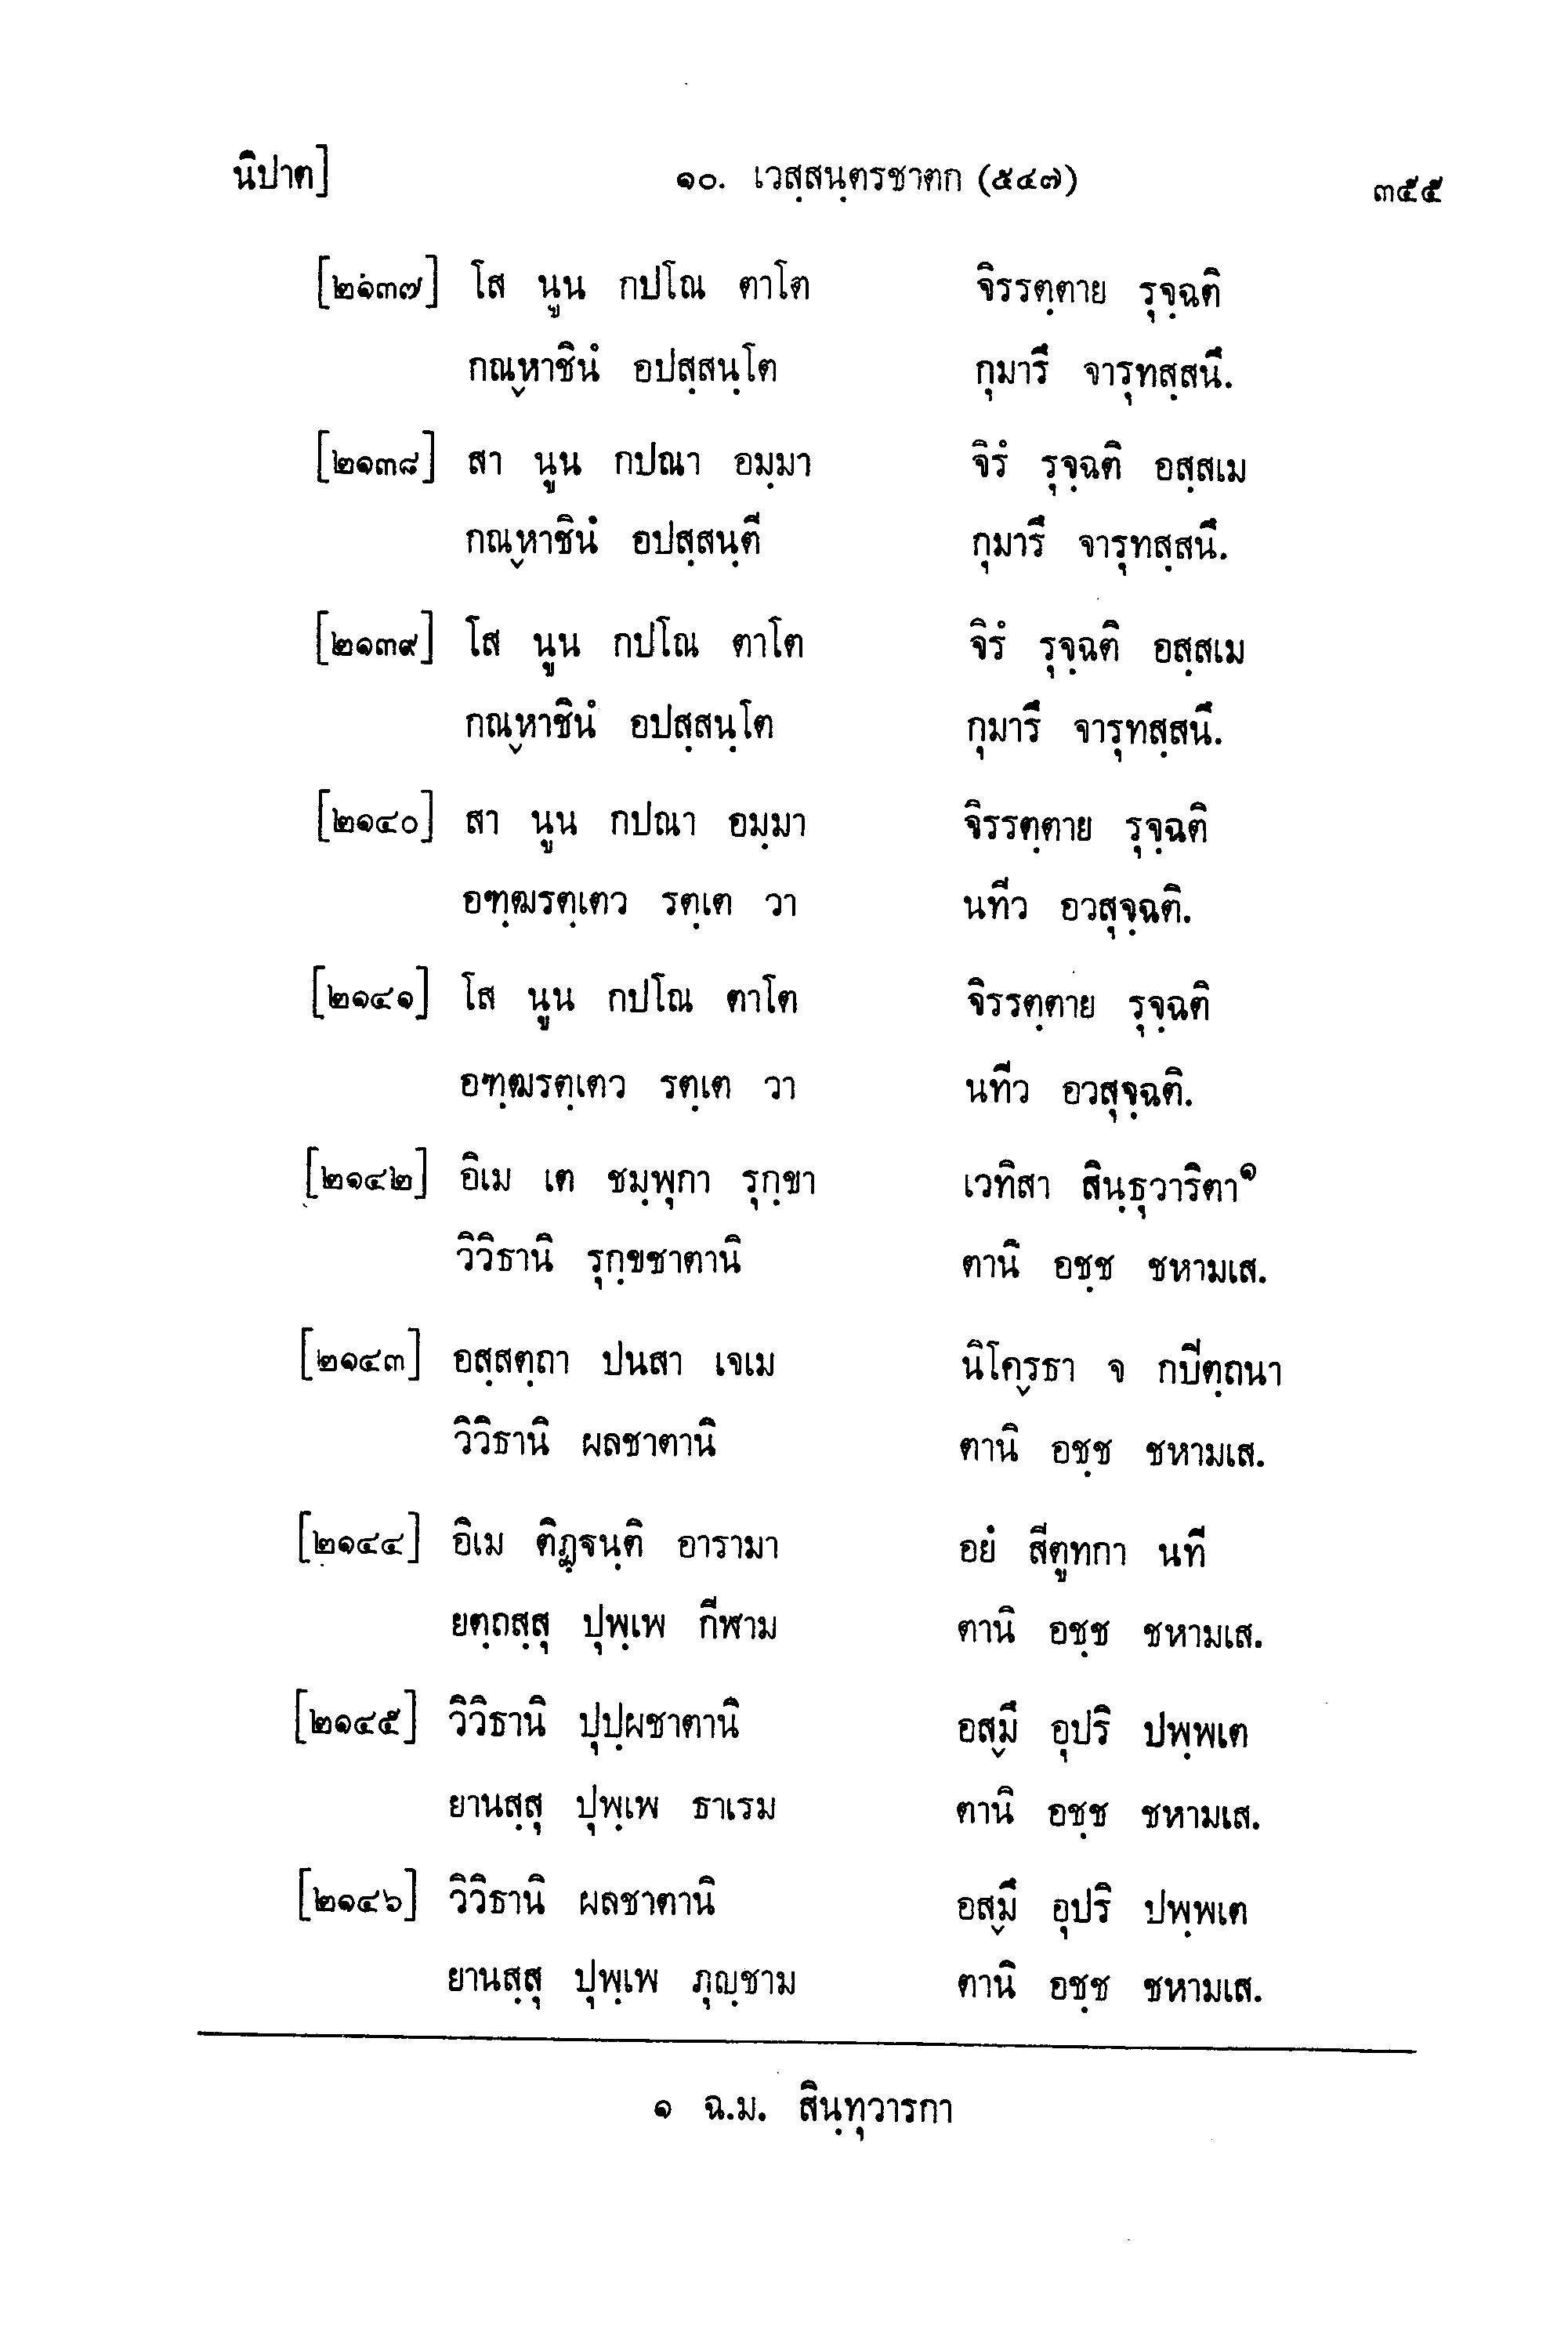 นิปาต] ๑๐. เวสฺสนฺตรชาตก (๕๔๗) ๓๕๕
[๒๑๓๗] โส นูน กปโณ ตาโต จิรรตฺตาย รุจฺฉติ
กณฺหาชินํ อปสฺสนฺโต กุมารึ จารุทสฺสนึ.
[๒๑๓๘] สา นูน กปณา อมฺมา จิรํ รุจฺฉติ อสฺสเม
กณฺหาชินํ อปสฺสนฺตี กุมารึ จารุทสฺสนึ.
[๒๑๓๙] โส นูน กปโณ ตาโต จิรํ รุจฺฉติ อสฺสเม
กณฺหาชินํ อปสฺสนฺโต กุมารึ จารุทสฺสนึ.
[๒๑๔๐] สา นูน กปณา อมฺมา จิรรตฺตาย รุจฺฉติ
อฑฺฒรตฺเตว รตฺเต วา นทีว อวสุจฺฉติ.
[๒๑๔๑] โส นูน กปโณ ตาโต จิรรตฺตาย รุจฺฉติ
อฑฺฒรตฺเตว รตฺเต วา นทีว อวสุจฺฉติ.
[๒๑๔๒] อิเม เต ชมฺพุกา รุกฺขา เวทิสา สินฺธุวาริตา๑
วิวิธานิ รุกฺขชาตานิ ตานิ อชฺช ชหามเส.
[๒๑๔๓] อสฺสตฺถา ปนสา เจเม นิโคฺรธา จ กปีตฺถนา
วิวิธานิ ผลชาตานิ ตานิ อชฺช ชหามเส.
[๒๑๔๔] อิเม ติฏฺฐนฺติ อารามา อยํ สีตูทกา นที
ยตฺถสฺสุ ปุพฺเพ กีฬาม ตานิ อชฺช ชหามเส.
[๒๑๔๕] วิวิธานิ ปุปฺผชาตานิ อสฺมึ อุปริ ปพฺพเต
ยานสฺสุ ปุพฺเพ ธาเรม ตานิ อชฺช ชหามเส.
[๒๑๔๖] วิวิธานิ ผลชาตานิ อสฺมึ อุปริ ปพฺพเต
ยานสฺสุ ปุพฺเพ ภุญฺชาม ตานิ อชฺช ชหามเส.
๑ ฉ.ม. สินฺทุวารกา